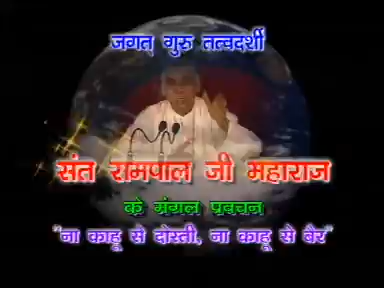 जगत् गुरु तत्वदर्शी
संत रामपाल जी महाराज
के मंगल प्रवचन
"ना काहू से दोस्ती, ना काहू से बैर"